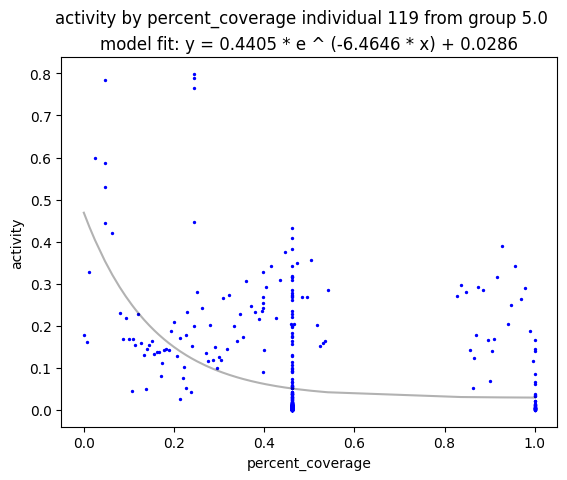 activity by percent_coverage individual 119 from group 5.0
model fit: y = 0.4405 * e ^ (-6.4646 * x) + 0.0286
0.8
0.7
0.6
0.5
0.4
0.3
0.2
0.1
0.0
activity
0.0 0.2 0.4 0.6 0.8 1.0
percent_coverage